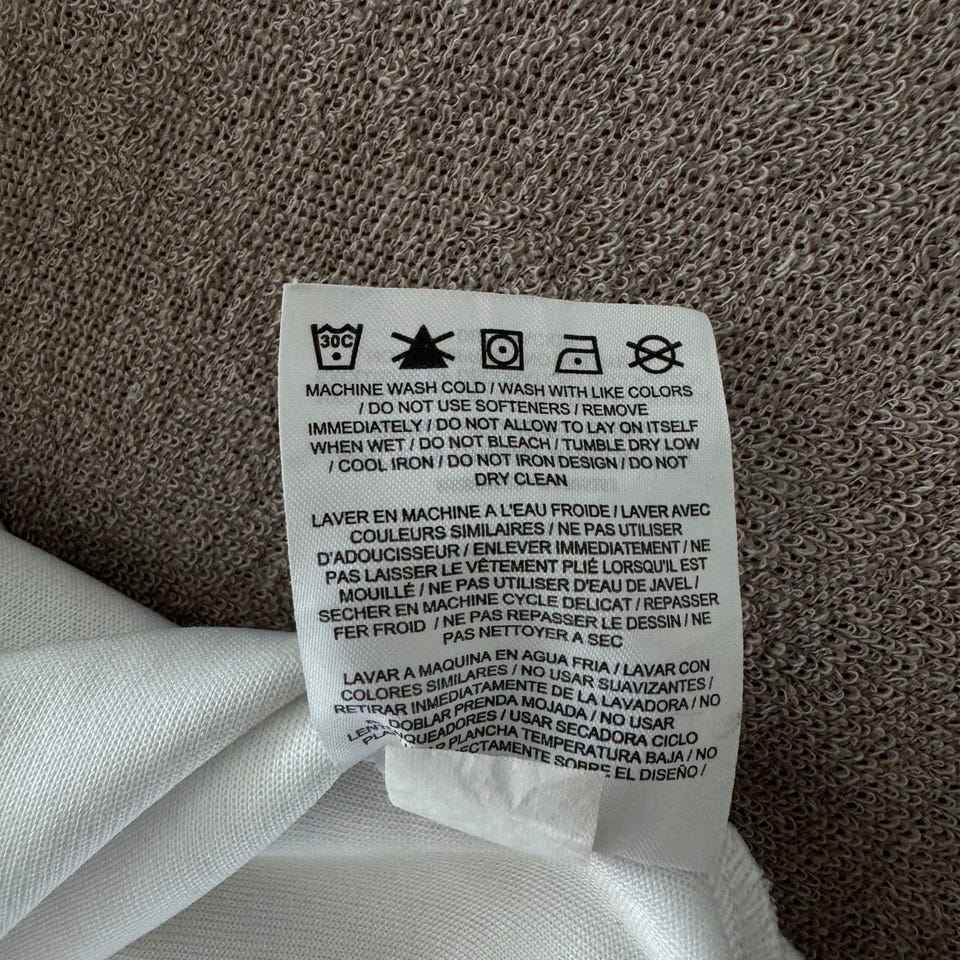 30C
MACHINE WASH COLD / WASH WITH LIKE COLORS
/ DO NOT USE SOFTENERS / REMOVE
IMMEDIATELY / DO NOT ALLOW TO LAY ON ITSELF
WHEN WET / DO NOT BLEACH / TUMBLE DRY LOW
/ COOL IRON / DO NOT IRON DESIGN / DO NOT
DRY CLEAN
LAVER EN MACHINE A L'EAU FROIDE / LAVER AVEC
COULEURS SIMILAIRES / NE PAS UTILISER
D'ADOUCISSEUR / ENLEVER IMMEDIATEMENT / NE
PAS LAISSER LE VÊTEMENT PLIÉ LORSQU'IL EST
MOUILLÉ / NE PAS UTILISER D'EAU DE JAVEL /
SECHER EN MACHINE CYCLE DELICAT / REPASSER
FER FROID / NE PAS REPASSER LE DESSIN / NE
PAS NETTOYER A SEC
LAVAR A MAQUINA EN AGUA FRIA / LAVAR CON
COLORES SIMILARES / NO USAR SUAVIZANTES /
RETIRAR INMEDIATAMENTE DE LA LAVADORA / NO
DOBLAR PRENDA MOJADA / NO USAR
BLANQUEADORES / USAR SECADORA CICLO
PLANCHA TEMPERATURA BAJA / NO
SOBRE EL DISEÑO /